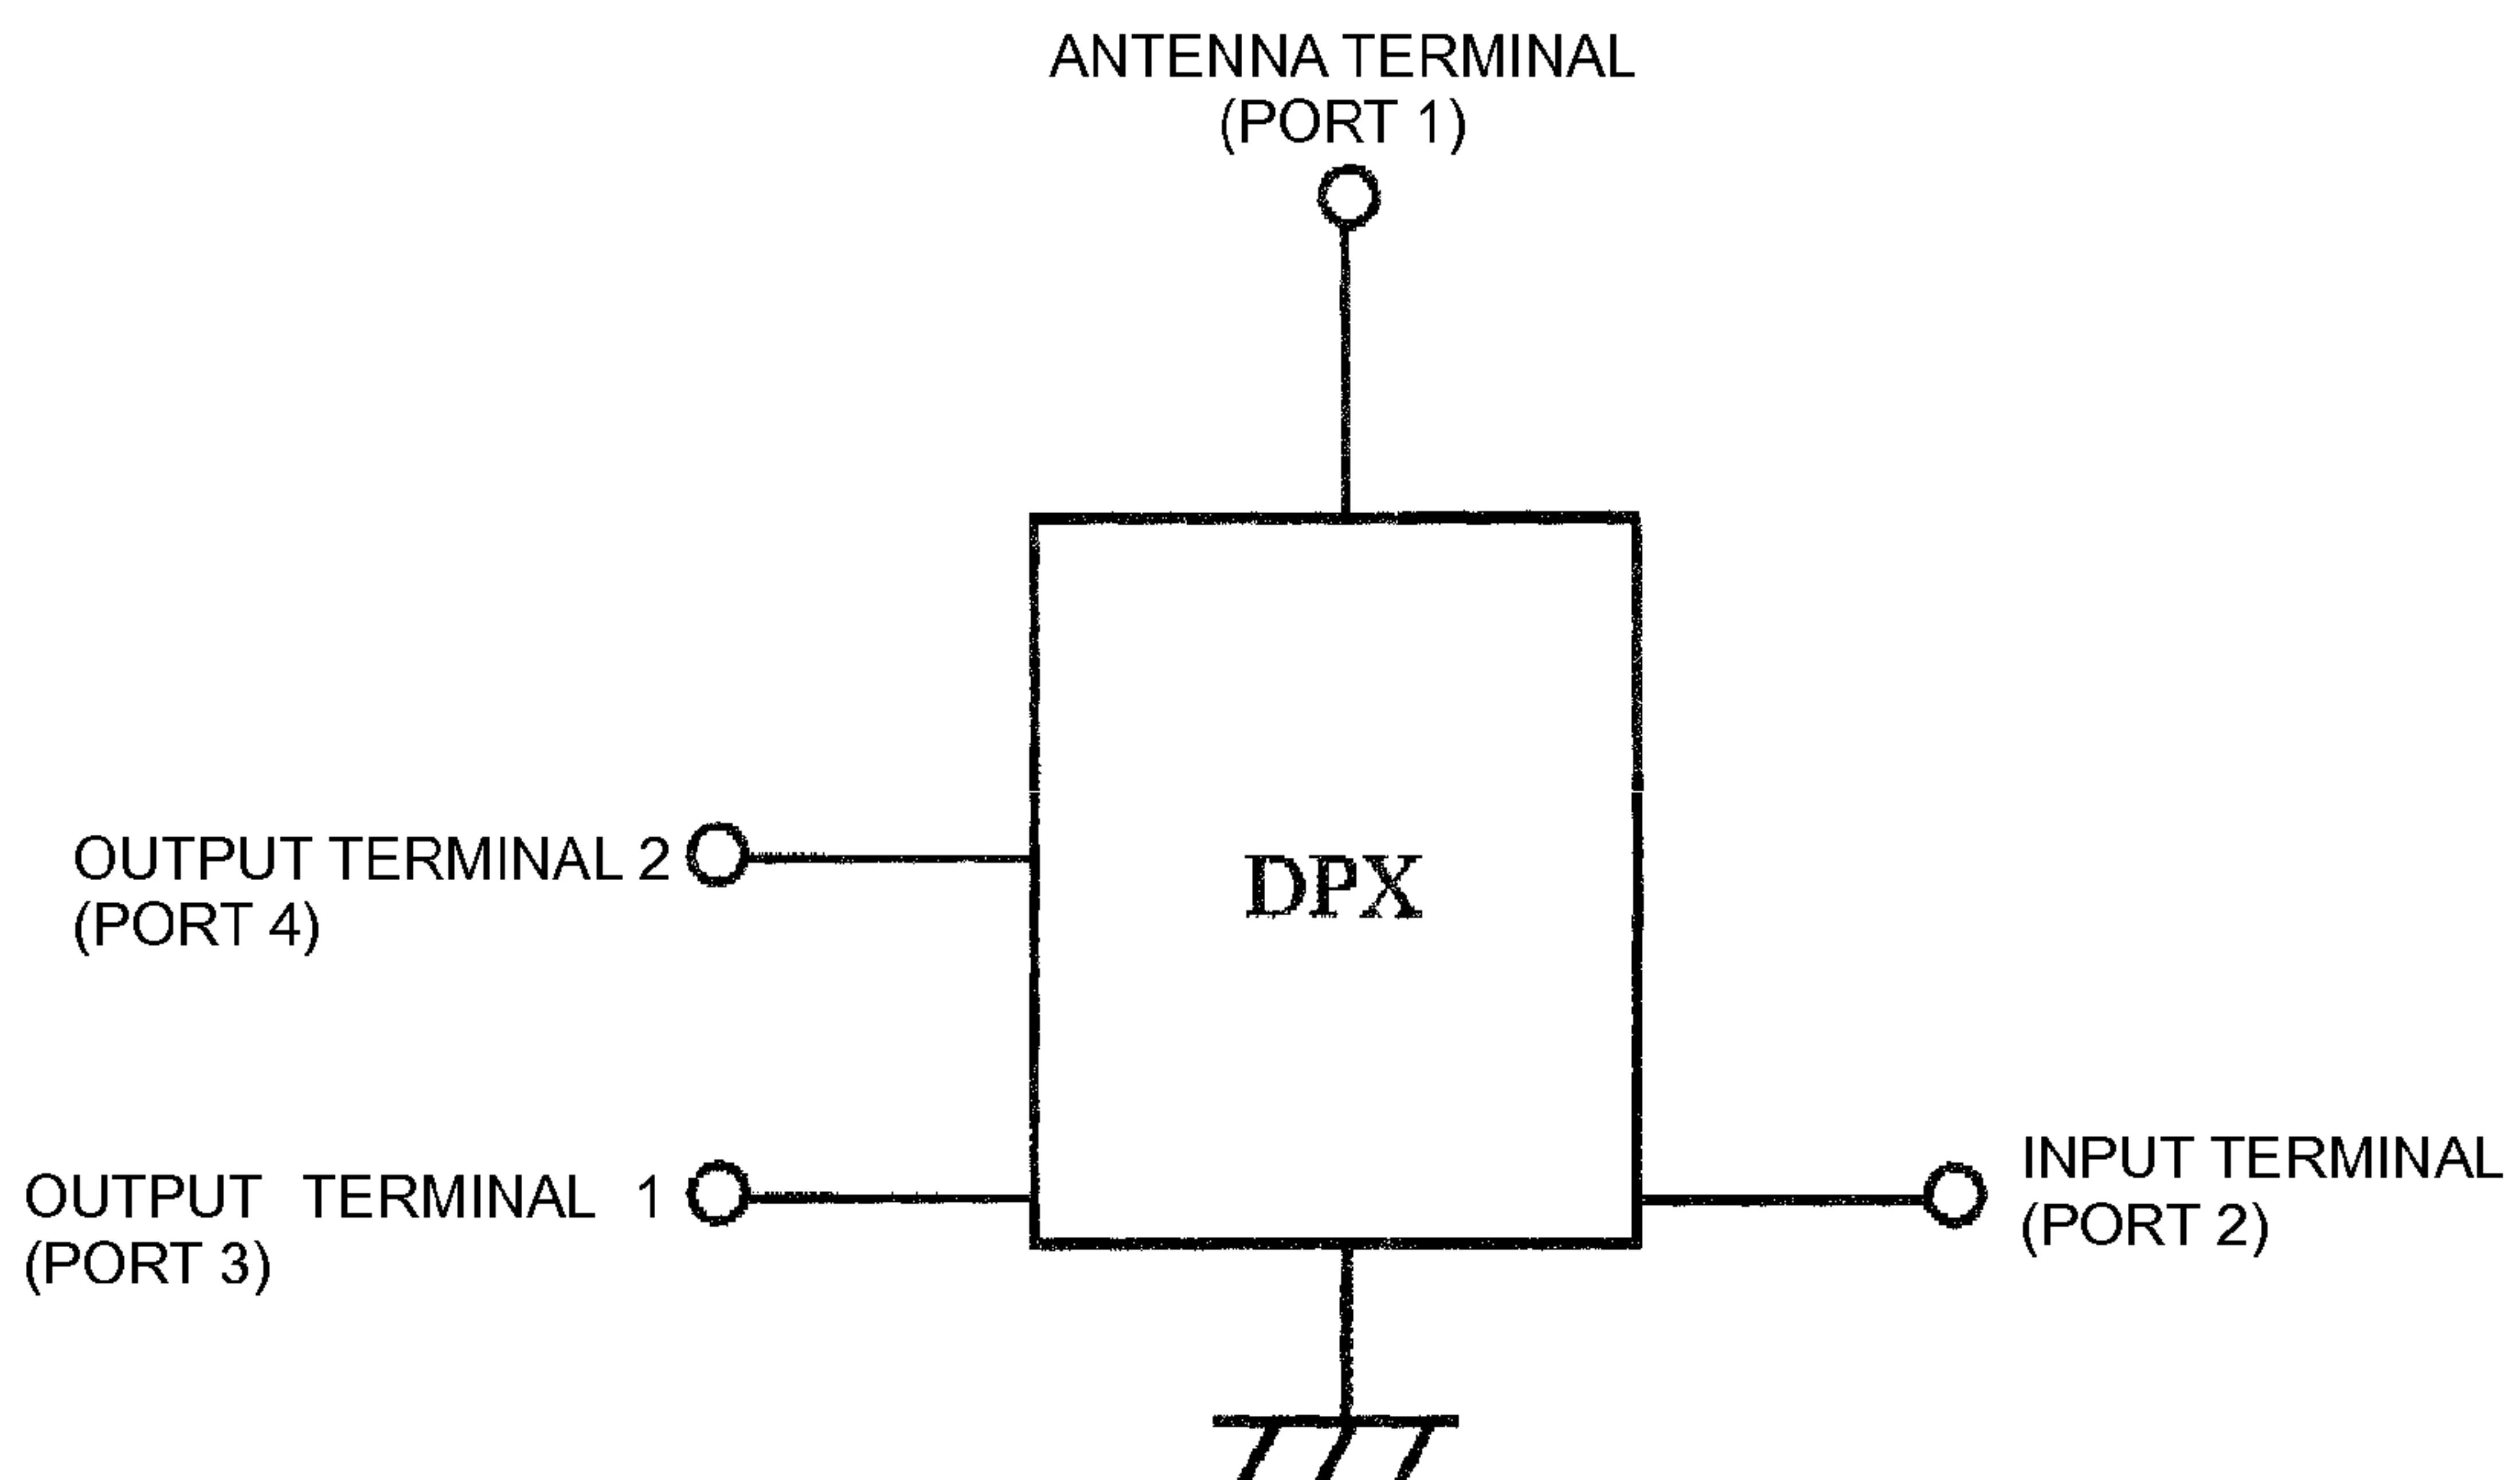 ANTENNA TERMINAL
(PORT 1)
OUTPUT TERMINAL 2
(PORT 4)
DPX
OUTPUT TERMINAL 1
(PORT 3)
INPUT TERMINAL
(PORT 2)